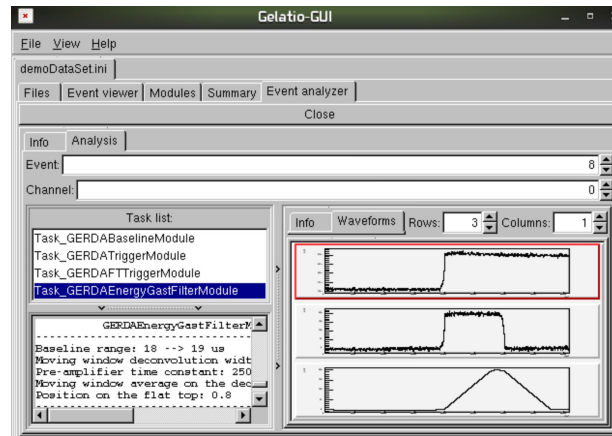 Gelatio-GUI
File View Help
demoDataSet.ini
Files Event viewer Modules Summary Event analyzer
Close
Info Analysis
Event: 8
Channel: 0
Task list:
Task_GERDABaselineModule
Task_GERDATriggerModule
Task_GERDAFTTriggerModule
Task_GERDAEnergyGastFilterModule
GERDAEnergyGastFilterM
Baseline range: 18 --> 19 us
Moving window deconvolution widt
Pre-amplifier time constant: 250
Moving window average on the dec
Position on the flat top: 0.8
Info Waveforms Rows: 3 Columns: 1